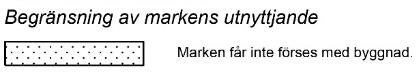 Begränsning av markens utnyttjande
Marken får inte förses med byggnad.